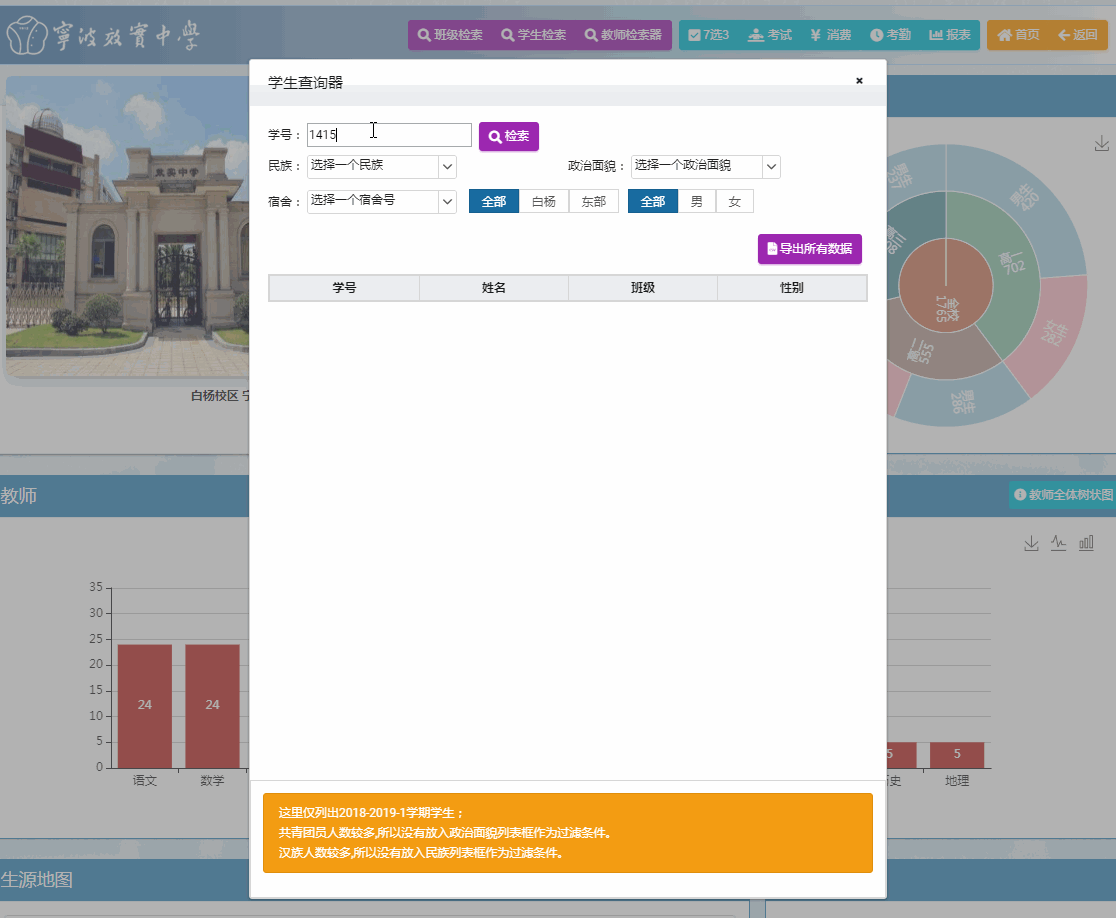 寧波效實中學
班级检索 学生检索 教师检索器 7选3 考试 消费 考勤 报表 首页 返回
学生查询器
×
学号： 1415 检索
民族： 选择一个民族 政治面貌： 选择一个政治面貌
宿舍： 选择一个宿舍号 全部 白杨 东部 全部 男 女
导出所有数据
学号 姓名 班级 性别
效实中学
白杨校区
男生
男生 420
高一 702
女生 282
全校 1765
高二 555
男生 286
教师
教师全体树状图
35
30
25
20
15
10
5
0
24 24 5 5
语文 数学 史 地理
这里仅列出2018-2019-1学期学生；
共青团员人数较多,所以没有放入政治面貌列表框作为过滤条件。
汉族人数较多,所以没有放入民族列表框作为过滤条件。
生源地图